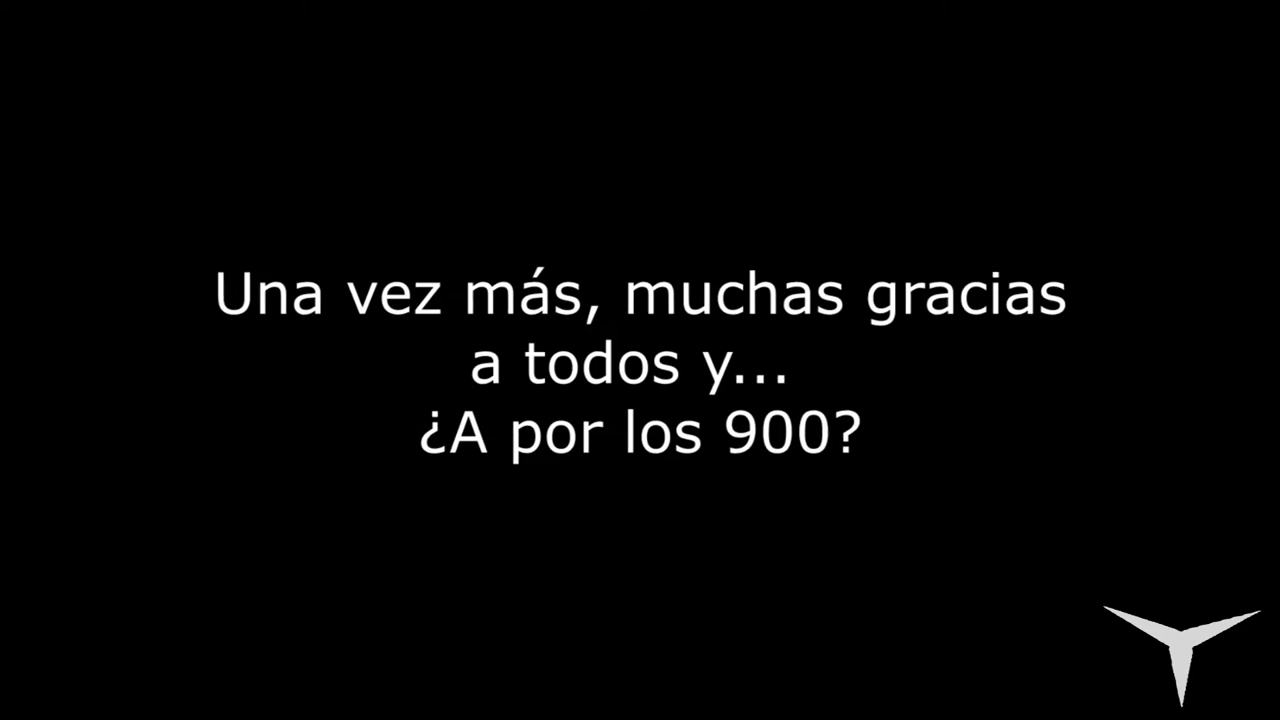 Una vez más, muchas gracias
a todos y...
¿A por los 900?